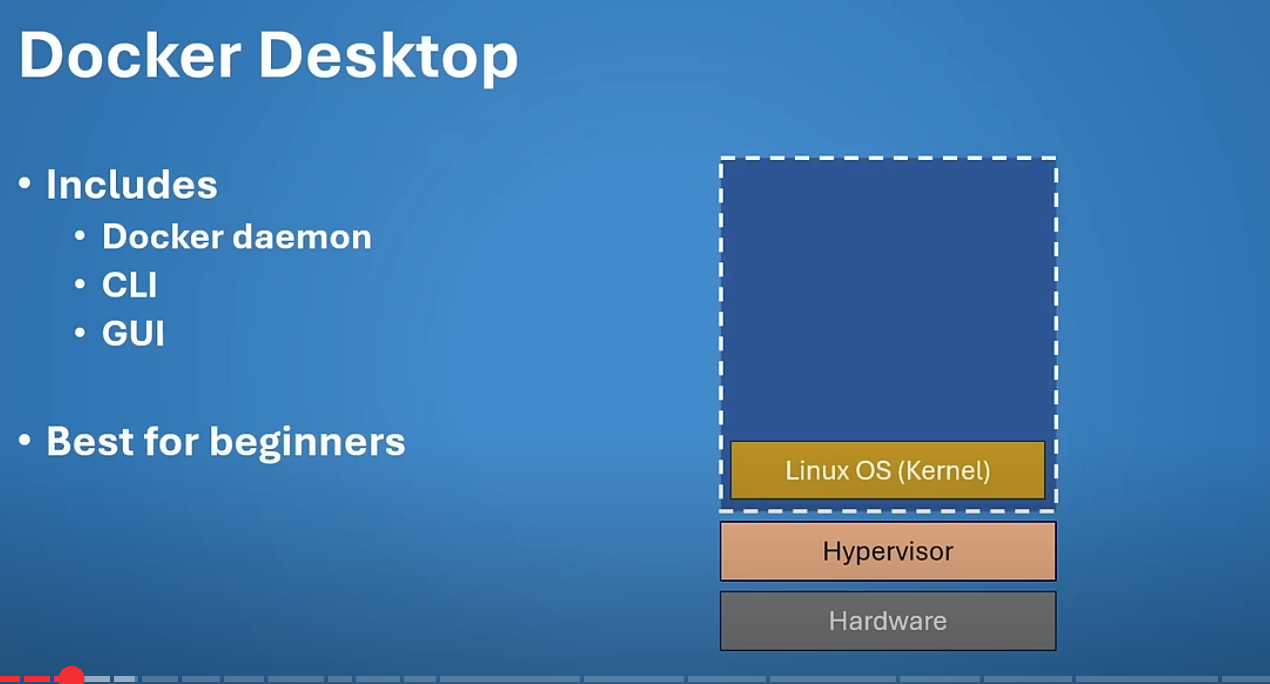 Docker Desktop
• Includes
• Docker daemon
• CLI
• GUI
• Best for beginners
Linux OS (Kernel)
Hypervisor
Hardware